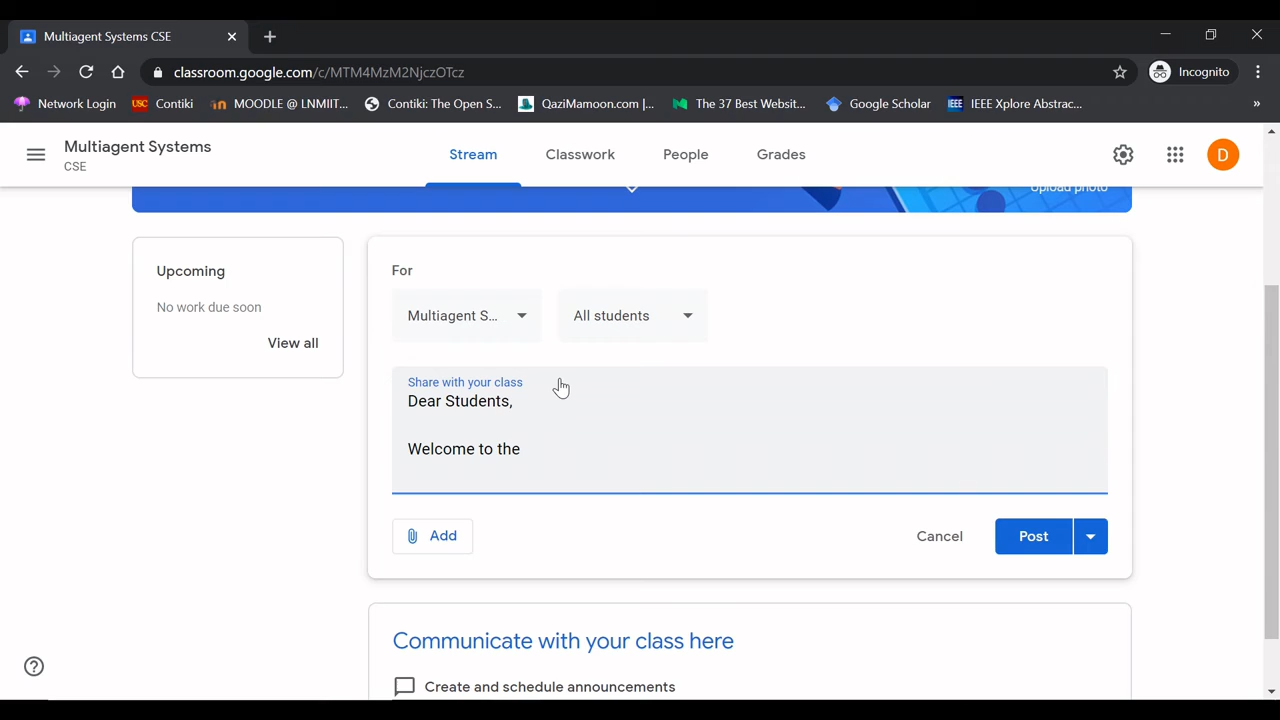 Multiagent Systems CSE
classroom.google.com/c/MTM4MzM2NjczOTcz
Incognito
Network Login
USC Contiki
MOODLE @ LNMIIT...
Contiki: The Open S...
QaziMamoon.com |...
The 37 Best Websit...
Google Scholar
IEEE IEEE Xplore Abstrac...
»
Multiagent Systems
CSE
Stream
Classwork
People
Grades
D
Upload photo
Upcoming
No work due soon
View all
For
Multiagent S...
All students
Share with your class
Dear Students,
Welcome to the
Add
Cancel
Post
Communicate with your class here
Create and schedule announcements